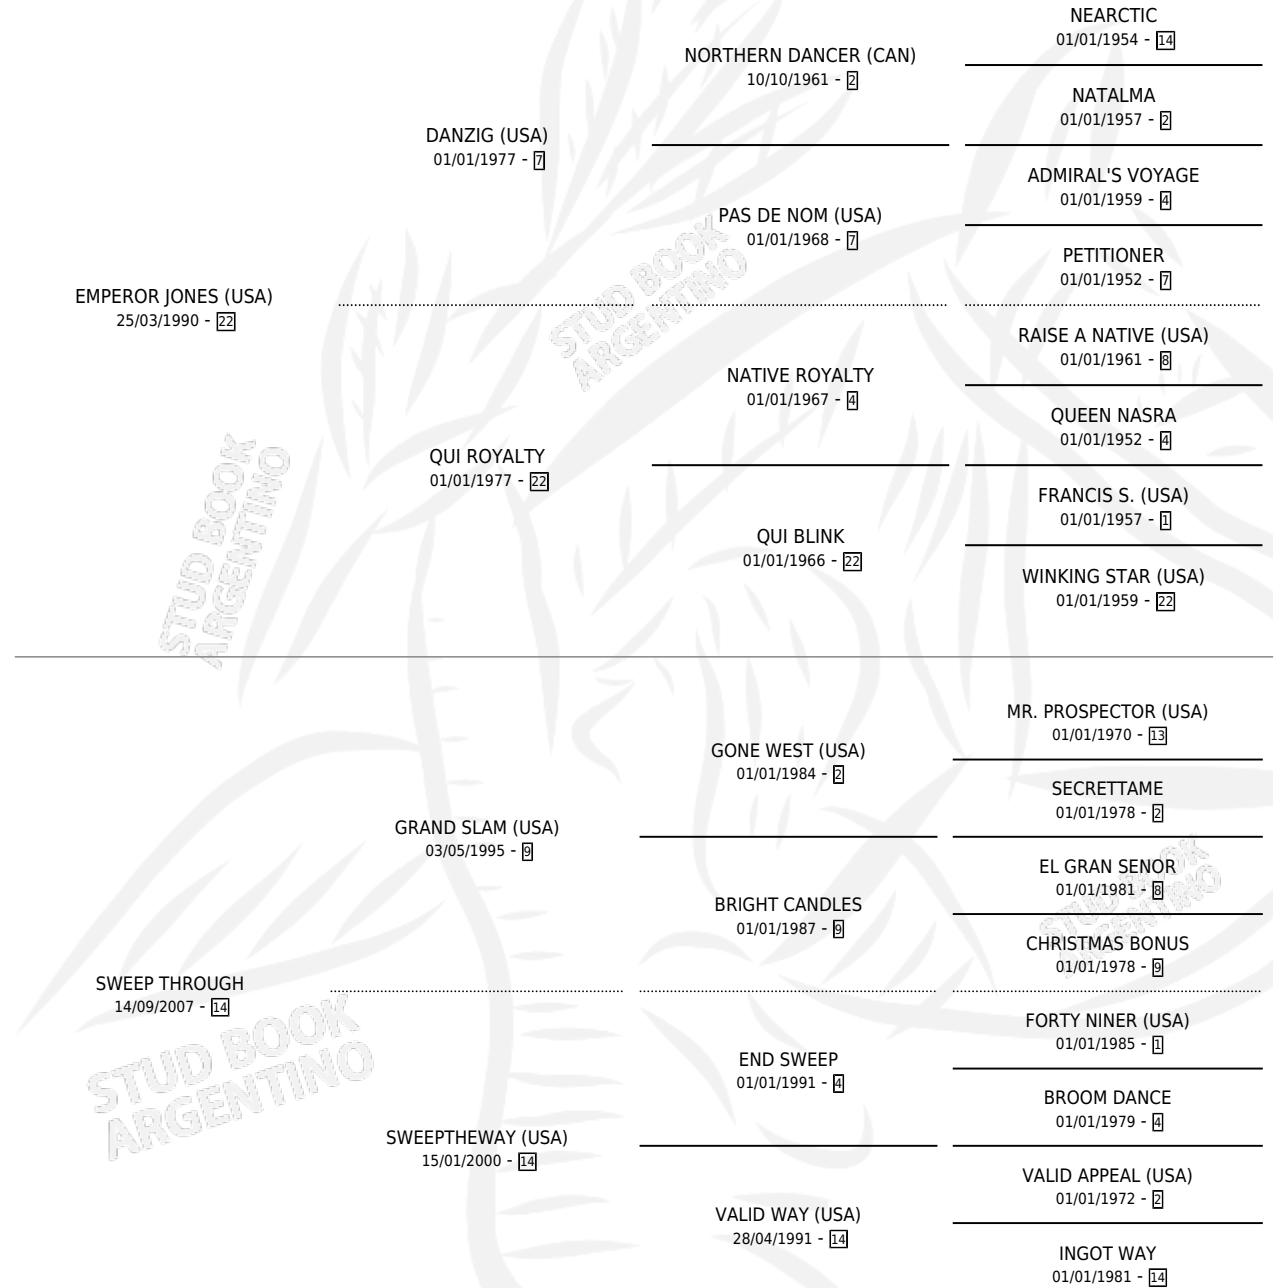 NEARCTIC
01/01/1954 - 14
NORTHERN DANCER (CAN)
10/10/1961 - 2
NATALMA
01/01/1957 - 2
DANZIG (USA)
01/01/1977 - 7
ADMIRAL'S VOYAGE
01/01/1959 - 4
PAS DE NOM (USA)
01/01/1968 - 7
PETITIONER
01/01/1952 - 7
EMPEROR JONES (USA)
25/03/1990 - 22
RAISE A NATIVE (USA)
01/01/1961 - 8
NATIVE ROYALTY
01/01/1967 - 4
QUEEN NASRA
01/01/1952 - 4
QUI ROYALTY
01/01/1977 - 22
FRANCIS S. (USA)
01/01/1957 - 1
QUI BLINK
01/01/1966 - 22
WINKING STAR (USA)
01/01/1959 - 22
STUD BOOK
ARGENTINO
STUD BOOK
ARGENTINO
MR. PROSPECTOR (USA)
01/01/1970 - 13
GONE WEST (USA)
01/01/1984 - 2
SECRETTAME
01/01/1978 - 2
GRAND SLAM (USA)
03/05/1995 - 9
EL GRAN SENOR
01/01/1981 - 8
BRIGHT CANDLES
01/01/1987 - 9
CHRISTMAS BONUS
01/01/1978 - 9
STUD BOOK
ARGENTINO
SWEEP THROUGH
14/09/2007 - 14
FORTY NINER (USA)
01/01/1985 - 1
END SWEEP
01/01/1991 - 4
BROOM DANCE
01/01/1979 - 4
SWEEPTHEWAY (USA)
15/01/2000 - 14
VALID APPEAL (USA)
01/01/1972 - 2
VALID WAY (USA)
28/04/1991 - 14
INGOT WAY
01/01/1981 - 14
STUD BOOK
ARGENTINO